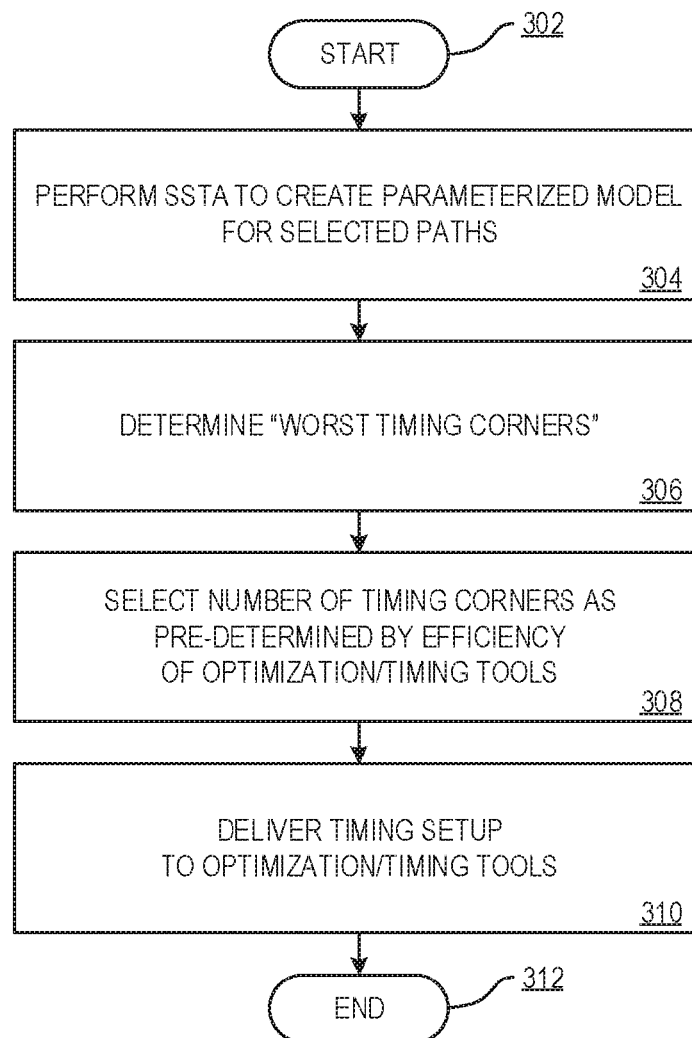 302
START
PERFORM SSTA TO CREATE PARAMETERIZED MODEL
FOR SELECTED PATHS
304
DETERMINE “WORST TIMING CORNERS”
306
SELECT NUMBER OF TIMING CORNERS AS
PRE-DETERMINED BY EFFICIENCY
OF OPTIMIZATION/TIMING TOOLS
308
DELIVER TIMING SETUP
TO OPTIMIZATION/TIMING TOOLS
310
312
END